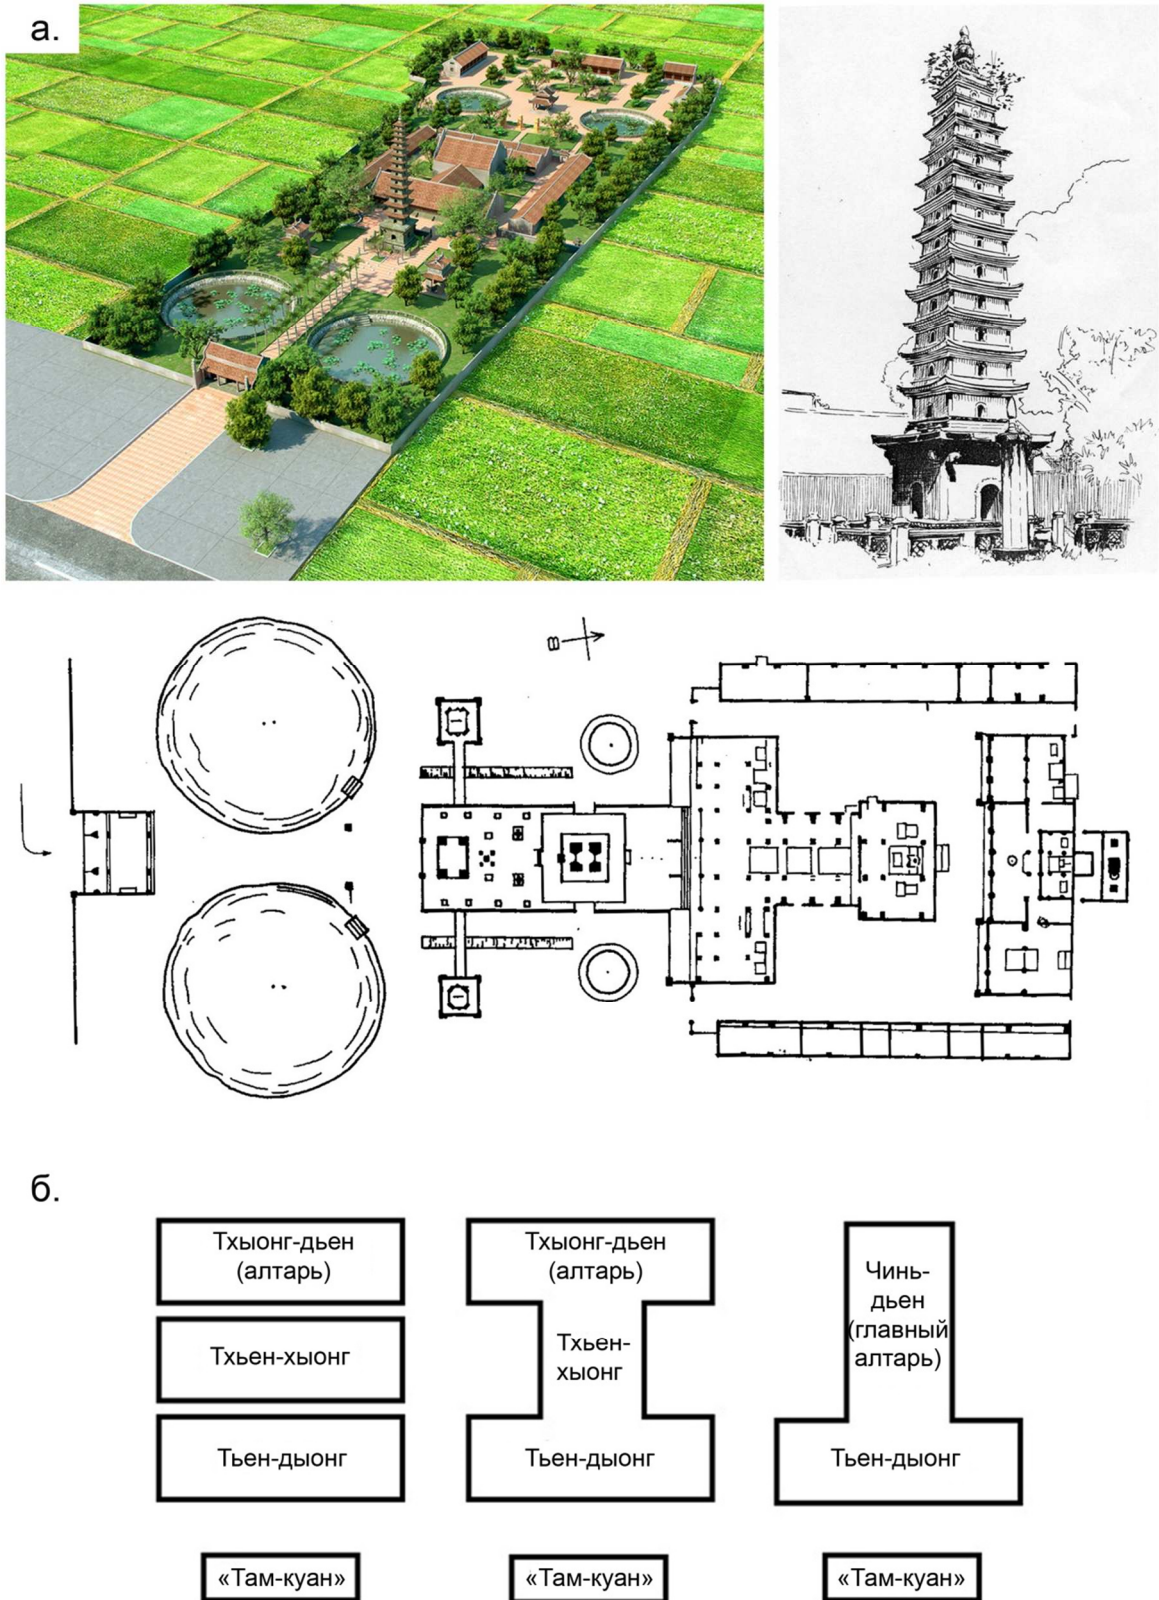 а.
В
б.
Тхыонг-дьен
(алтарь)
Тхьен-хыонг
Тьен-дыонг
«Там-куан»
Тхыонг-дьен
(алтарь)
Тхьен-
хыонг
Тьен-дыонг
«Там-куан»
Чинь-
дьен
(главный
алтарь)
Тьен-дыонг
«Там-куан»